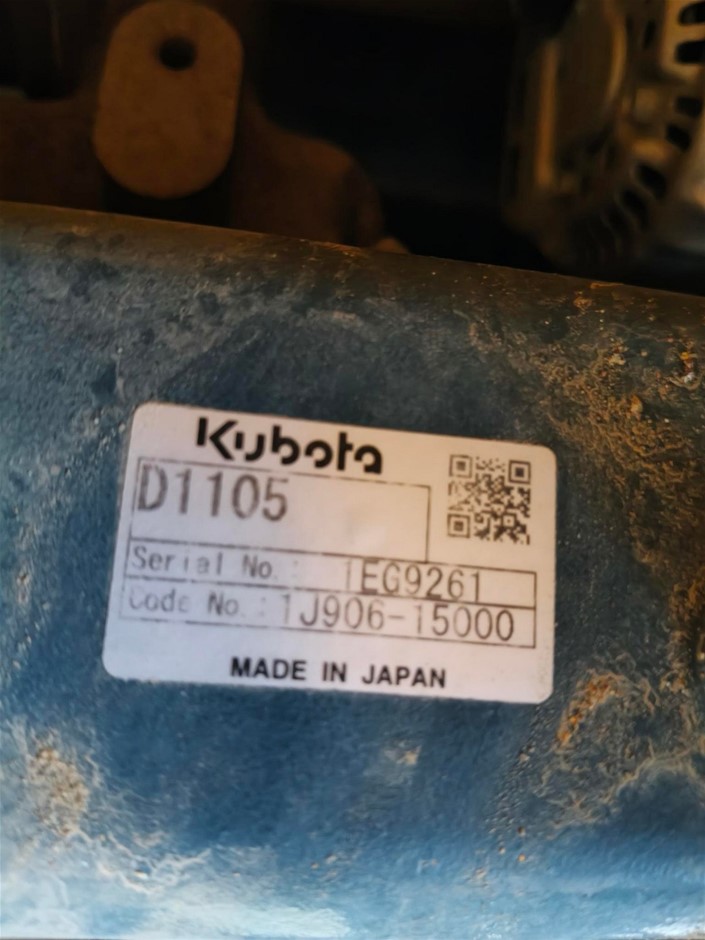 Kubota
D1105
Serial No.: 1EG9261
Code No.: 1J906-15000
MADE IN JAPAN